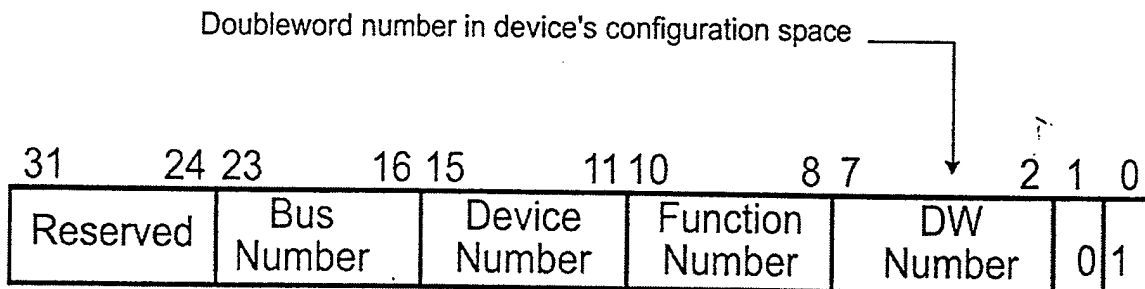 Doubleword number in device's configuration space
31 24 23 16 15 11 10 8 7 2 1 0
Reserved Bus Number Device Number Function Number DW Number 0 1